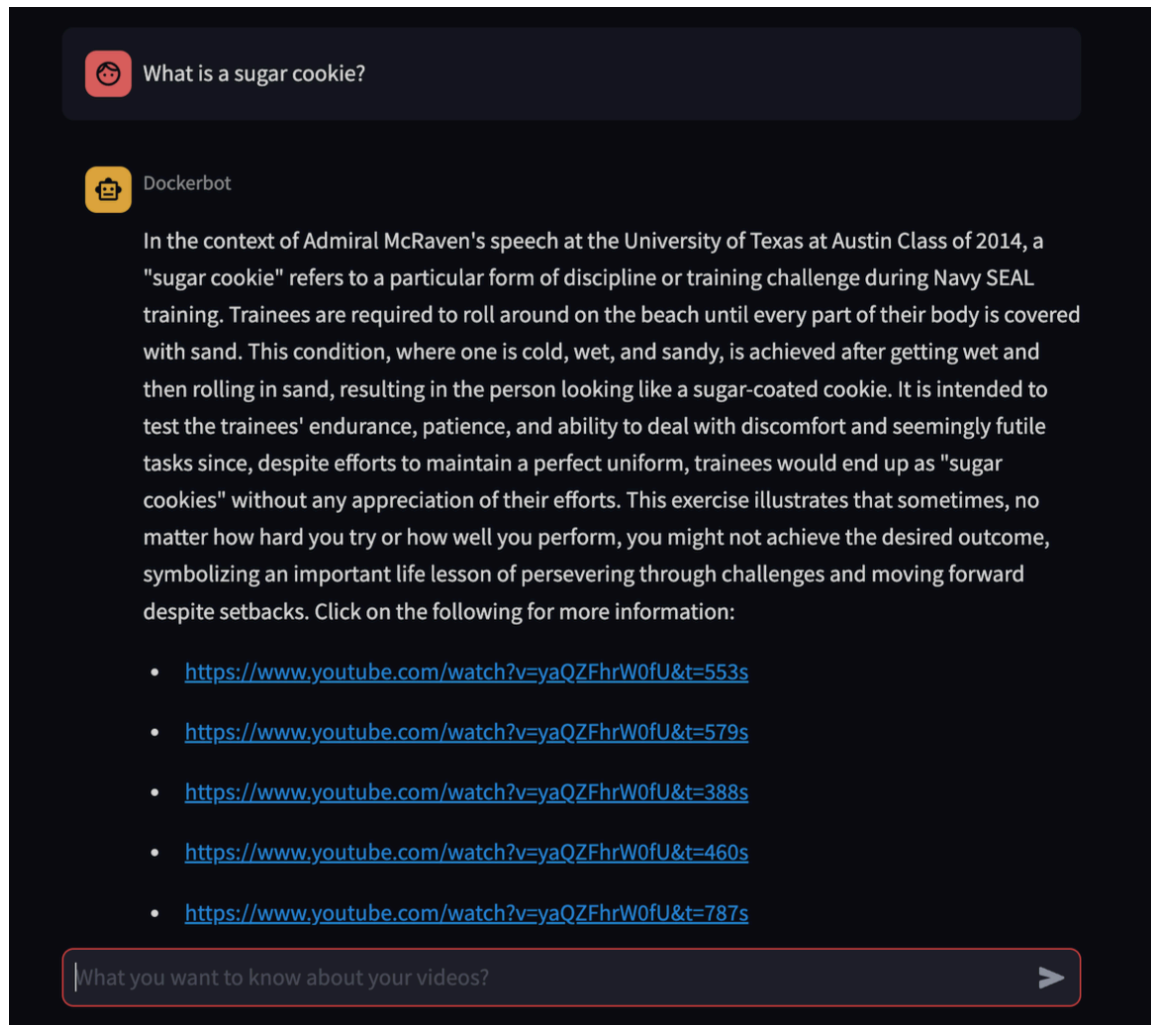 What is a sugar cookie?
Dockerbot
In the context of Admiral McRaven's speech at the University of Texas at Austin Class of 2014, a
"sugar cookie" refers to a particular form of discipline or training challenge during Navy SEAL
training. Trainees are required to roll around on the beach until every part of their body is covered
with sand. This condition, where one is cold, wet, and sandy, is achieved after getting wet and
then rolling in sand, resulting in the person looking like a sugar-coated cookie. It is intended to
test the trainees' endurance, patience, and ability to deal with discomfort and seemingly futile
tasks since, despite efforts to maintain a perfect uniform, trainees would end up as "sugar
cookies" without any appreciation of their efforts. This exercise illustrates that sometimes, no
matter how hard you try or how well you perform, you might not achieve the desired outcome,
symbolizing an important life lesson of persevering through challenges and moving forward
despite setbacks. Click on the following for more information:
• https://www.youtube.com/watch?v=yaQZFhrW0fU&t=553s
• https://www.youtube.com/watch?v=yaQZFhrW0fU&t=579s
• https://www.youtube.com/watch?v=yaQZFhrW0fU&t=388s
• https://www.youtube.com/watch?v=yaQZFhrW0fU&t=460s
• https://www.youtube.com/watch?v=yaQZFhrW0fU&t=787s
What you want to know about your videos?